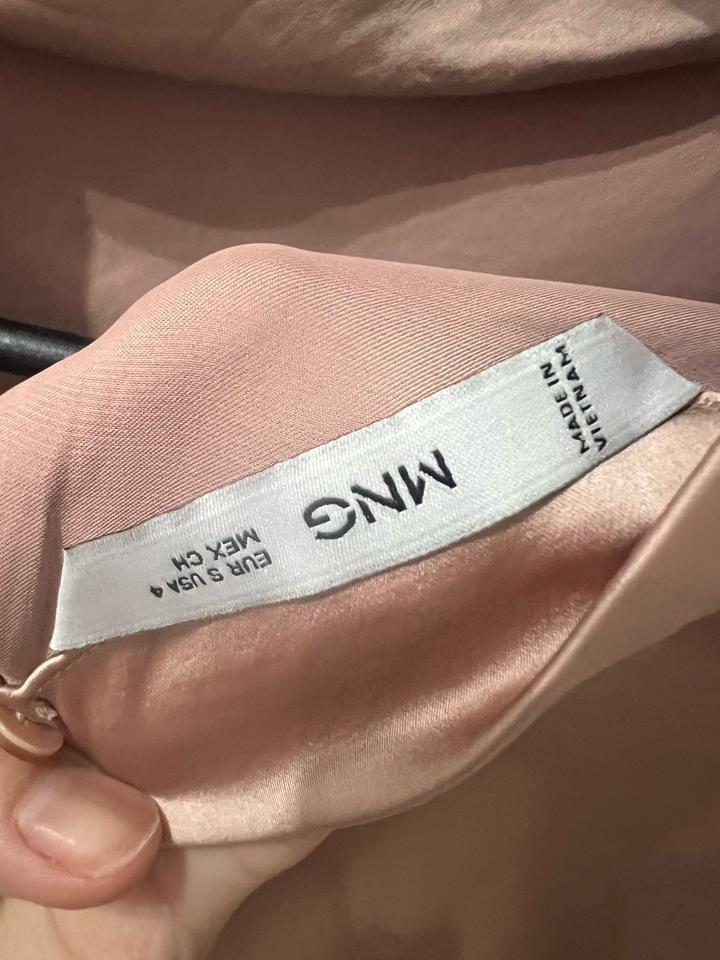 MNG
EUR S USA 4
MEX CH
MADE IN
VIETNAM